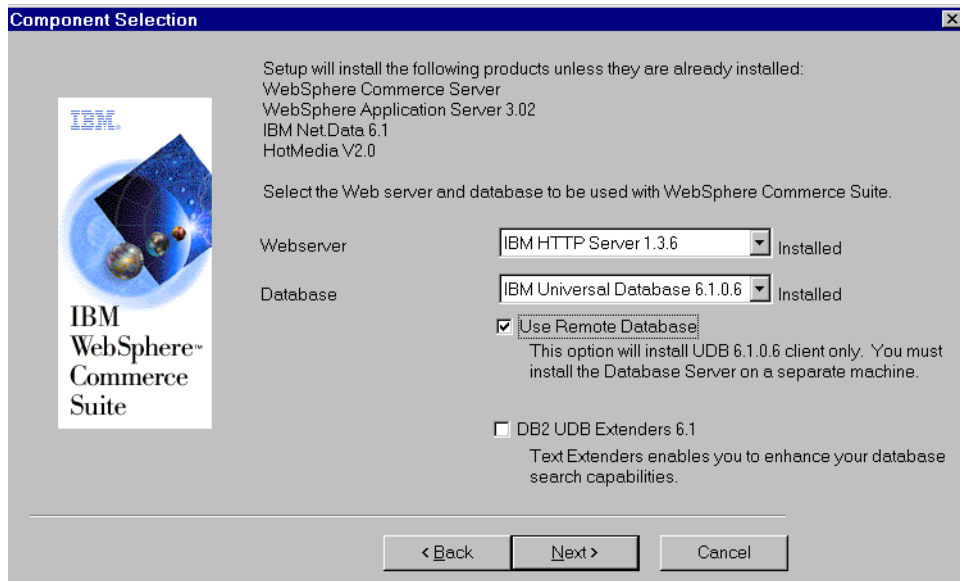 Component Selection
Setup will install the following products unless they are already installed:
WebSphere Commerce Server
WebSphere Application Server 3.02
IBM Net.Data 6.1
HotMedia V2.0
Select the Web server and database to be used with WebSphere Commerce Suite.
Webserver
IBM HTTP Server 1.3.6
Installed
Database
IBM Universal Database 6.1.0.6
Installed
Use Remote Database
This option will install UDB 6.1.0.6 client only. You must
install the Database Server on a separate machine.
DB2 UDB Extenders 6.1
Text Extenders enables you to enhance your database
search capabilities.
IBM.
IBM
WebSphere™
Commerce
Suite
< Back
Next >
Cancel